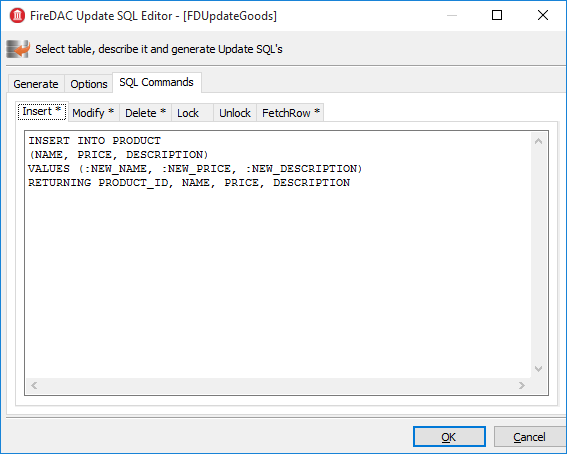 FireDAC Update SQL Editor - [FDUpdateGoods]
Select table, describe it and generate Update SQL's
Generate Options SQL Commands
Insert * Modify * Delete * Lock Unlock FetchRow *
INSERT INTO PRODUCT
(NAME, PRICE, DESCRIPTION)
VALUES (:NEW_NAME, :NEW_PRICE, :NEW_DESCRIPTION)
RETURNING PRODUCT_ID, NAME, PRICE, DESCRIPTION
OK Cancel